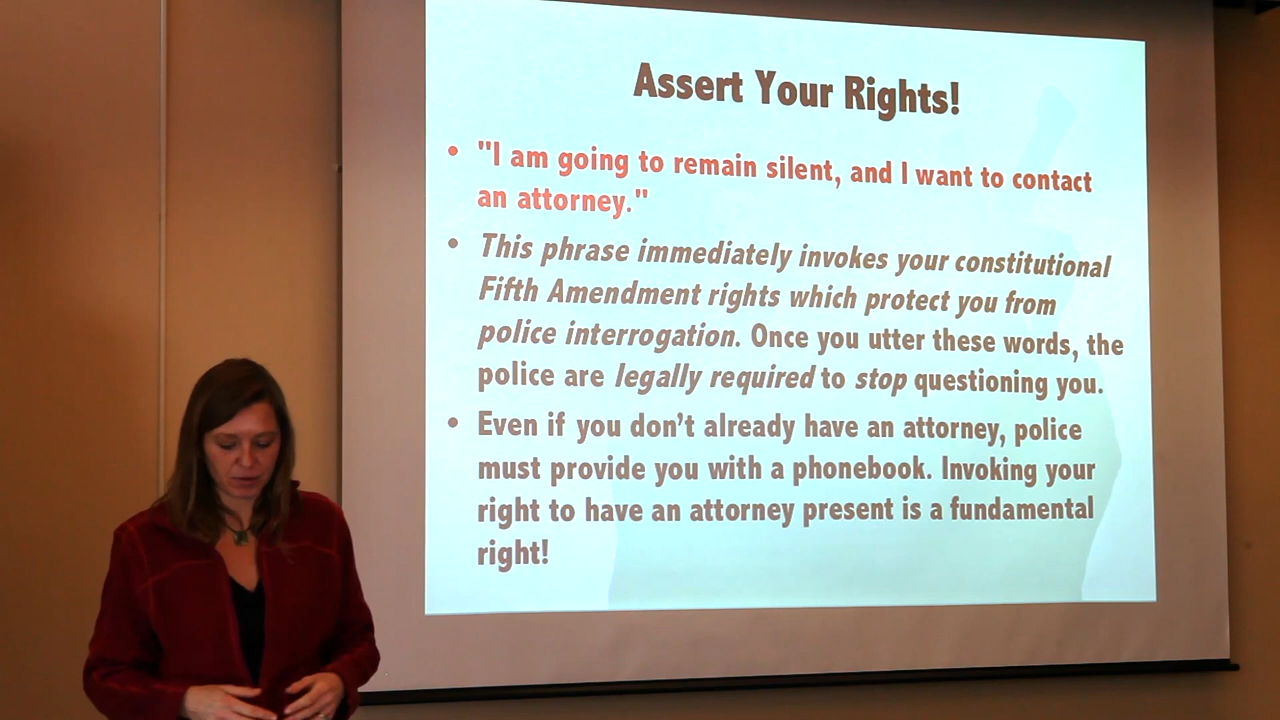 Assert Your Rights!
• "I am going to remain silent, and I want to contact
an attorney."
• This phrase immediately invokes your constitutional
Fifth Amendment rights which protect you from
police interrogation. Once you utter these words, the
police are legally required to stop questioning you.
• Even if you don’t already have an attorney, police
must provide you with a phonebook. Invoking your
right to have an attorney present is a fundamental
right!